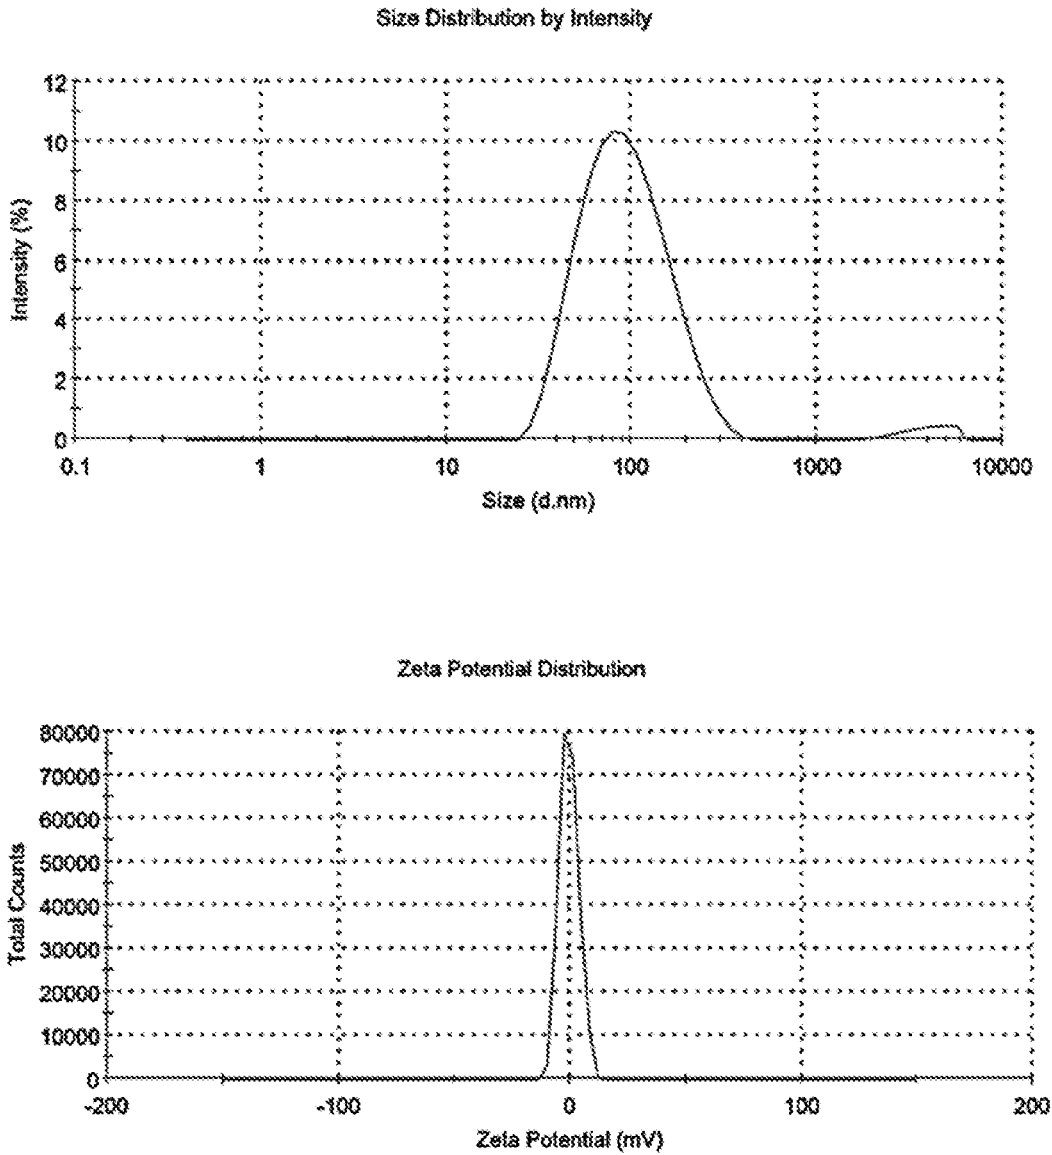 Size Distribution by Intensity
12
10
8
6
4
2
0
Intensity (%)
0.1 1 10 100 1000 10000
Size (d.nm)
Zeta Potential Distribution
80000
70000
60000
50000
40000
30000
20000
10000
0
Total Counts
-200 -100 0 100 200
Zeta Potential (mV)